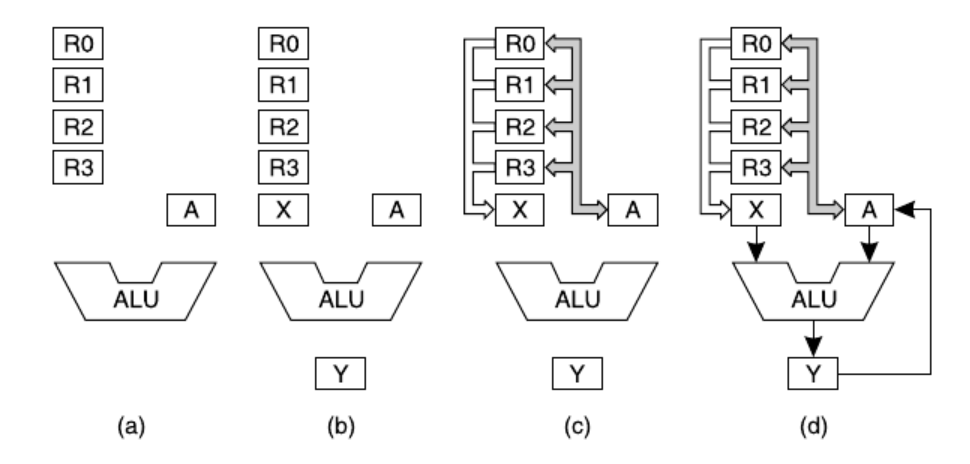 R0
R1
R2
R3
A
ALU
(a)
R0
R1
R2
R3
X A
ALU
Y
(b)
R0
R1
R2
R3
X A
ALU
Y
(c)
R0
R1
R2
R3
X A
ALU
Y
(d)